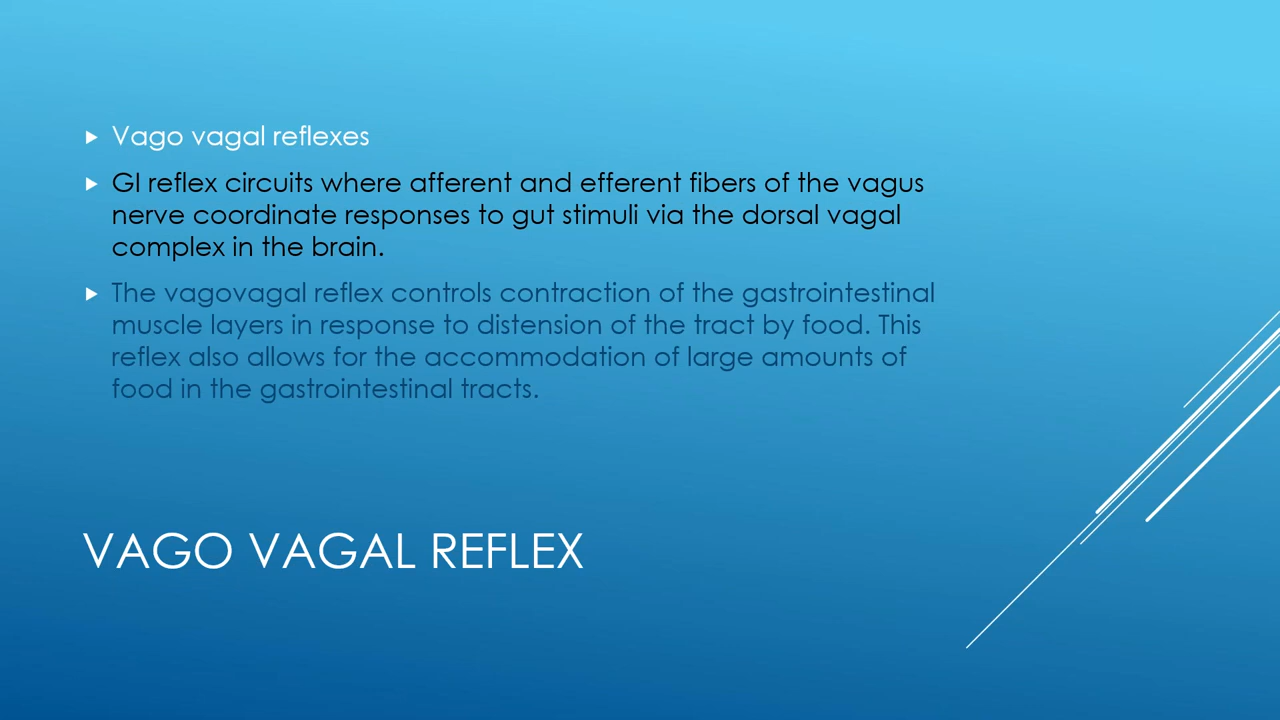 Vago vagal reflexes
GI reflex circuits where afferent and efferent fibers of the vagus
nerve coordinate responses to gut stimuli via the dorsal vagal
complex in the brain.
The vagovagal reflex controls contraction of the gastrointestinal
muscle layers in response to distension of the tract by food. This
reflex also allows for the accommodation of large amounts of
food in the gastrointestinal tracts.
VAGO VAGAL REFLEX